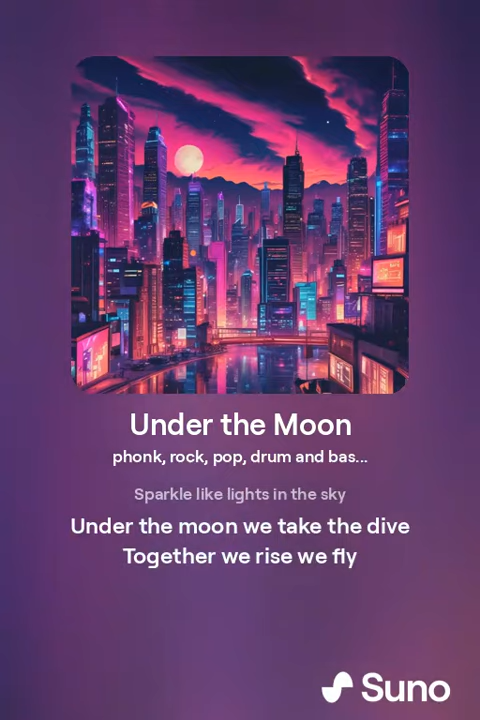 Under the Moon
phonk, rock, pop, drum and bas...
Sparkle like lights in the sky
Under the moon we take the dive
Together we rise we fly
Suno